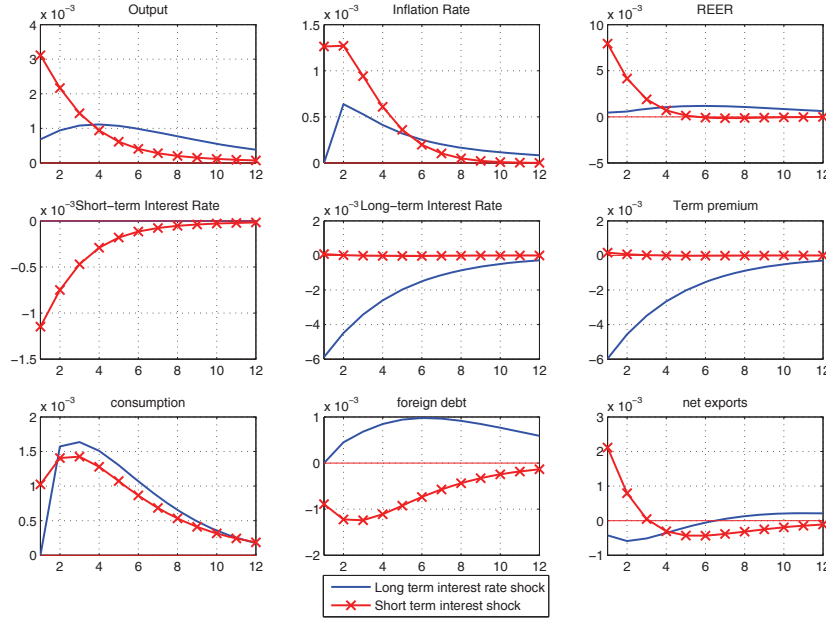 x 10⁻³ Output
4
3
2
1
0
2 4 6 8 10 12
x 10⁻³ Inflation Rate
1.5
1
0.5
0
2 4 6 8 10 12
x 10⁻³ REER
10
5
0
−5
2 4 6 8 10 12
x 10⁻³Short−term Interest Rate
0
−0.5
−1
−1.5
2 4 6 8 10 12
x 10⁻³Long−term Interest Rate
2
0
−2
−4
−6
2 4 6 8 10 12
x 10⁻³ Term premium
2
0
−2
−4
−6
2 4 6 8 10 12
x 10⁻³ consumption
2
1.5
1
0.5
0
2 4 6 8 10 12
x 10⁻³ foreign debt
1
0
−1
−2
2 4 6 8 10 12
x 10⁻³ net exports
3
2
1
0
−1
2 4 6 8 10 12
Long term interest rate shock
Short term interest shock